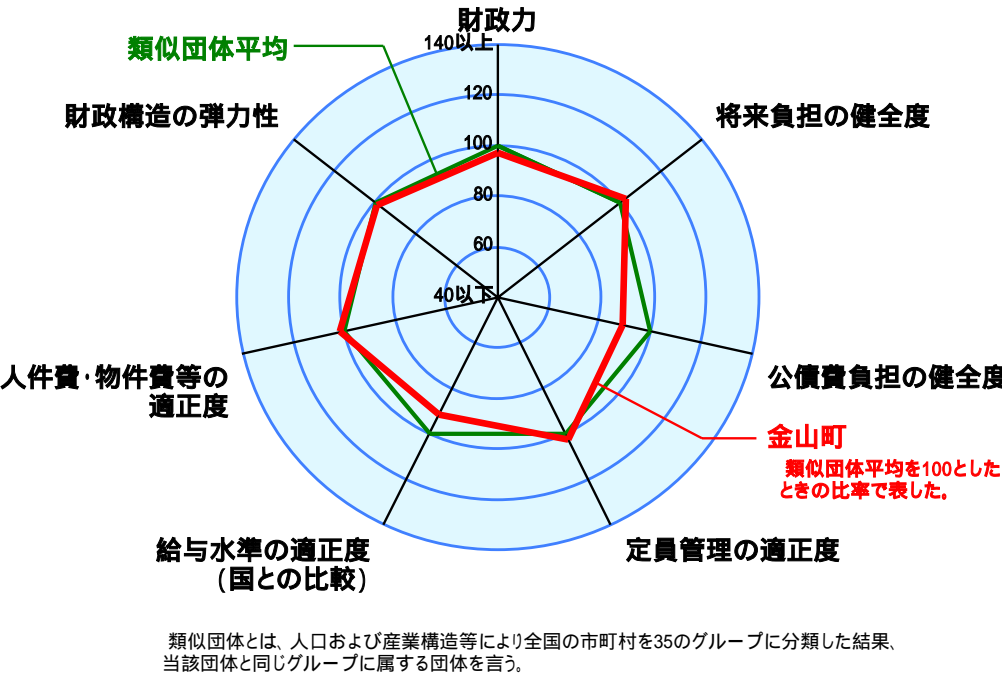 財政力
140以上
類似団体平均
財政構造の弾力性
将来負担の健全度
120
100
80
60
40以下
人件費・物件費等の
適正度
公債費負担の健全度
金山町
類似団体平均を100とした
ときの比率で表した。
給与水準の適正度
(国との比較)
定員管理の適正度
類似団体とは、人口および産業構造等により全国の市町村を35のグループに分類した結果、
当該団体と同じグループに属する団体を言う。